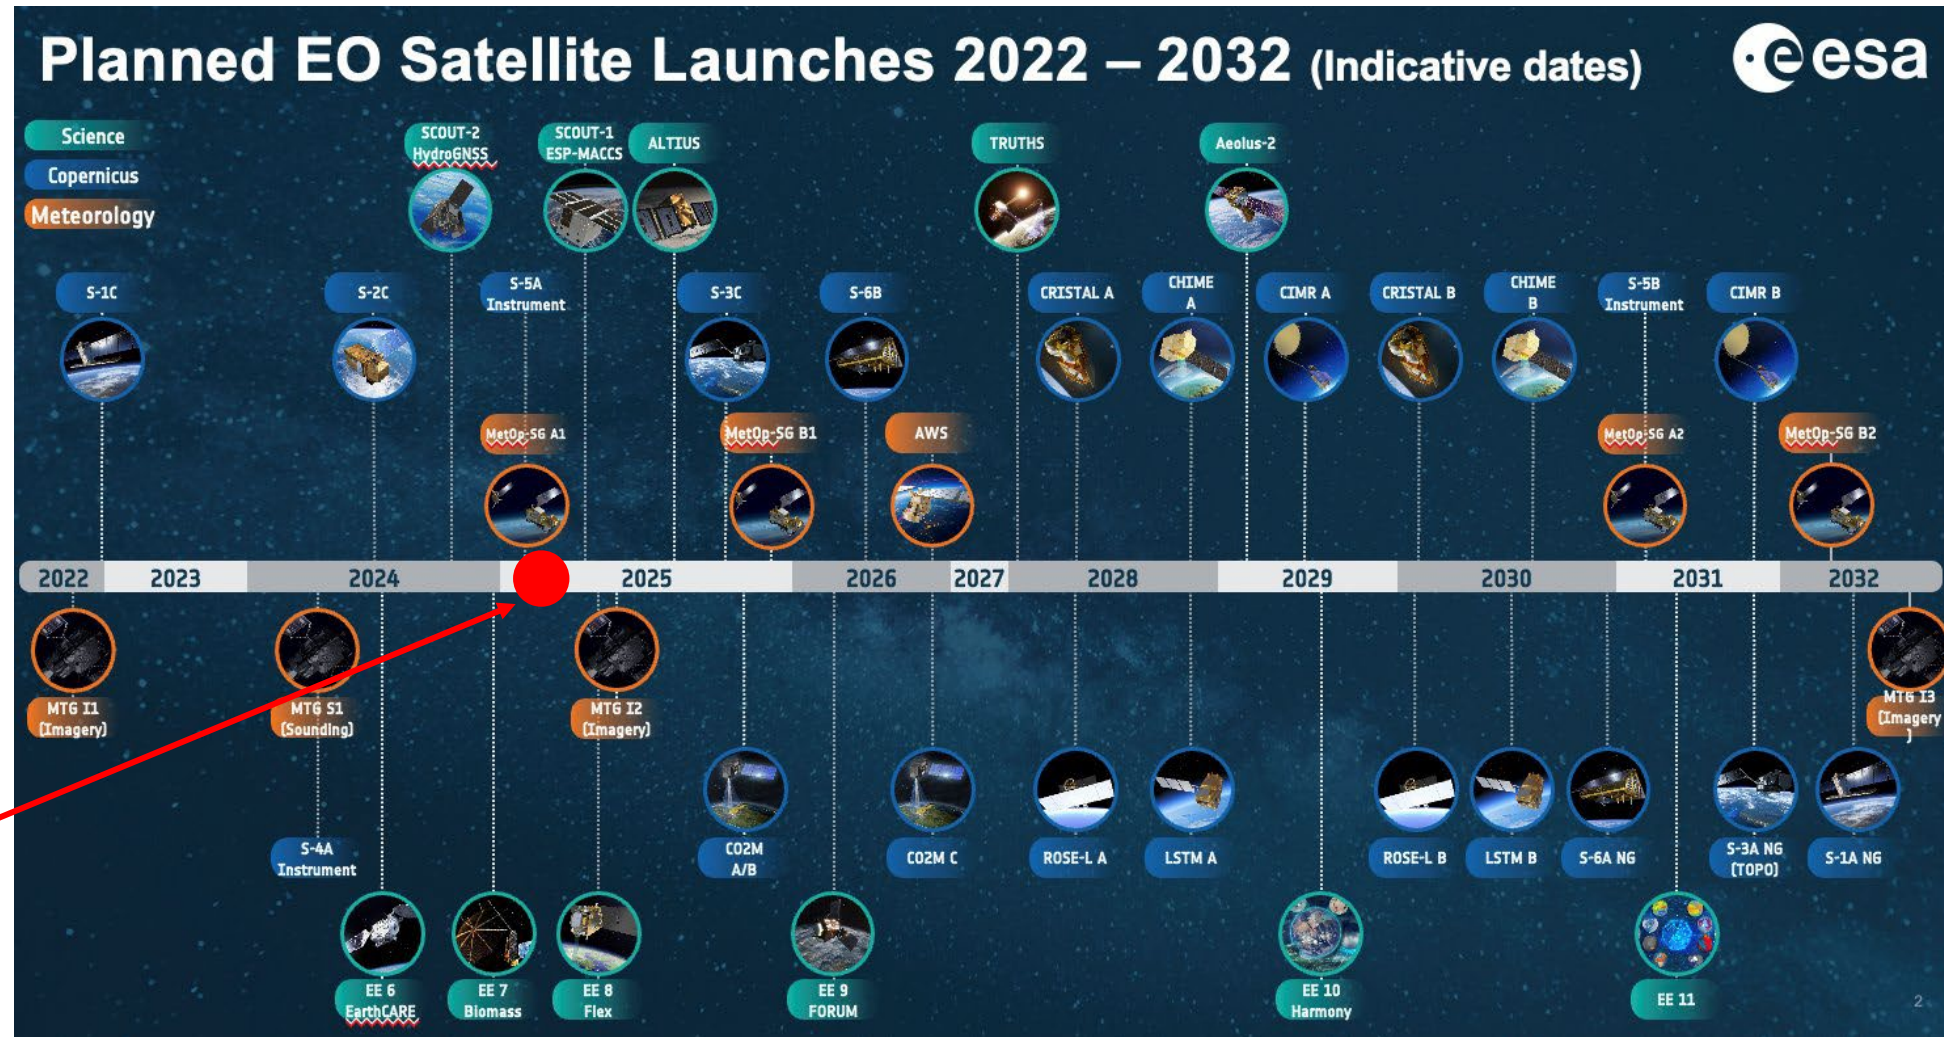 Planned EO Satellite Launches 2022 – 2032 (Indicative dates)
esa
Science
Copernicus
Meteorology
SCOUT-2
HydroGNSS
SCOUT-1
ESP-MACCS
ALTIUS
TRUTHS
Aeolus-2
S-1C
S-2C
S-5A
Instrument
S-3C
S-6B
CRISTAL A
CHIME
A
CIMR A
CRISTAL B
CHIME
B
S-5B
Instrument
CIMR B
MetOp-SG A1
MetOp-SG B1
AWS
MetOp-SG A2
MetOp-SG B2
2022 2023 2024 2025 2026 2027 2028 2029 2030 2031 2032
MTG I1
(Imagery)
MTG S1
(Sounding)
MTG I2
(Imagery)
MTG I3
(Imagery
)
S-4A
Instrument
CO2M
A/B
CO2M C
ROSE-L A
LSTM A
ROSE-L B
LSTM B
S-6A NG
S-3A NG
(TOPO)
S-1A NG
EE 6
EarthCARE
EE 7
Biomass
EE 8
Flex
EE 9
FORUM
EE 10
Harmony
EE 11
2